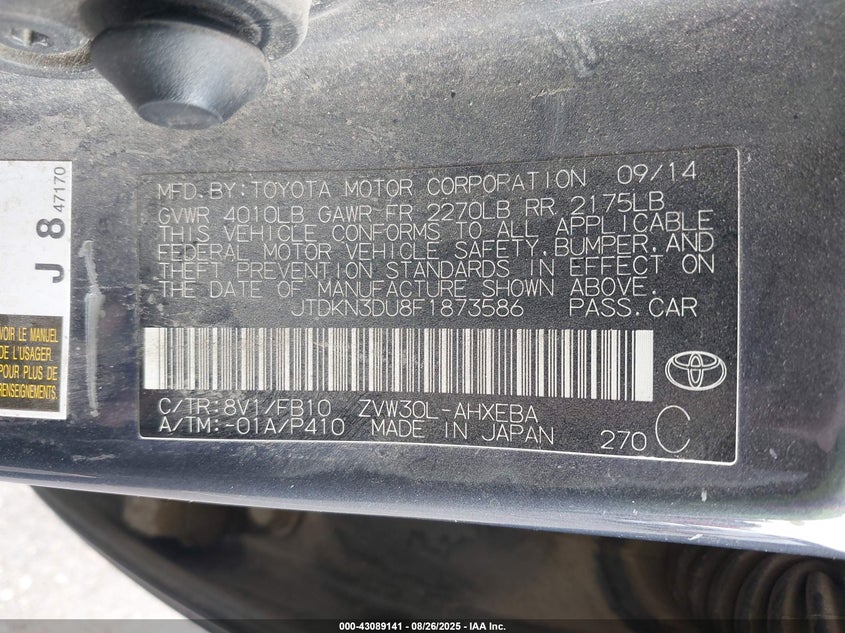 MFD. BY: TOYOTA MOTOR CORPORATION 09/14
GVWR 4010LB GAWR FR 2270LB RR 2175LB
THIS VEHICLE CONFORMS TO ALL APPLICABLE
FEDERAL MOTOR VEHICLE SAFETY, BUMPER, AND
THEFT PREVENTION STANDARDS IN EFFECT ON
THE DATE OF MANUFACTURE SHOWN ABOVE.
JTDKN3DU8F1873586 PASS. CAR
C/TR: 8V1/FB10 ZVW30L-AHXEBA
A/TM: -01A/P410 MADE IN JAPAN 270 C
J 8 47170
VOIR LE MANUEL
DE L'USAGER
POUR PLUS DE
RENSEIGNEMENTS
000-43089141 - 08/26/2025 - IAA Inc.